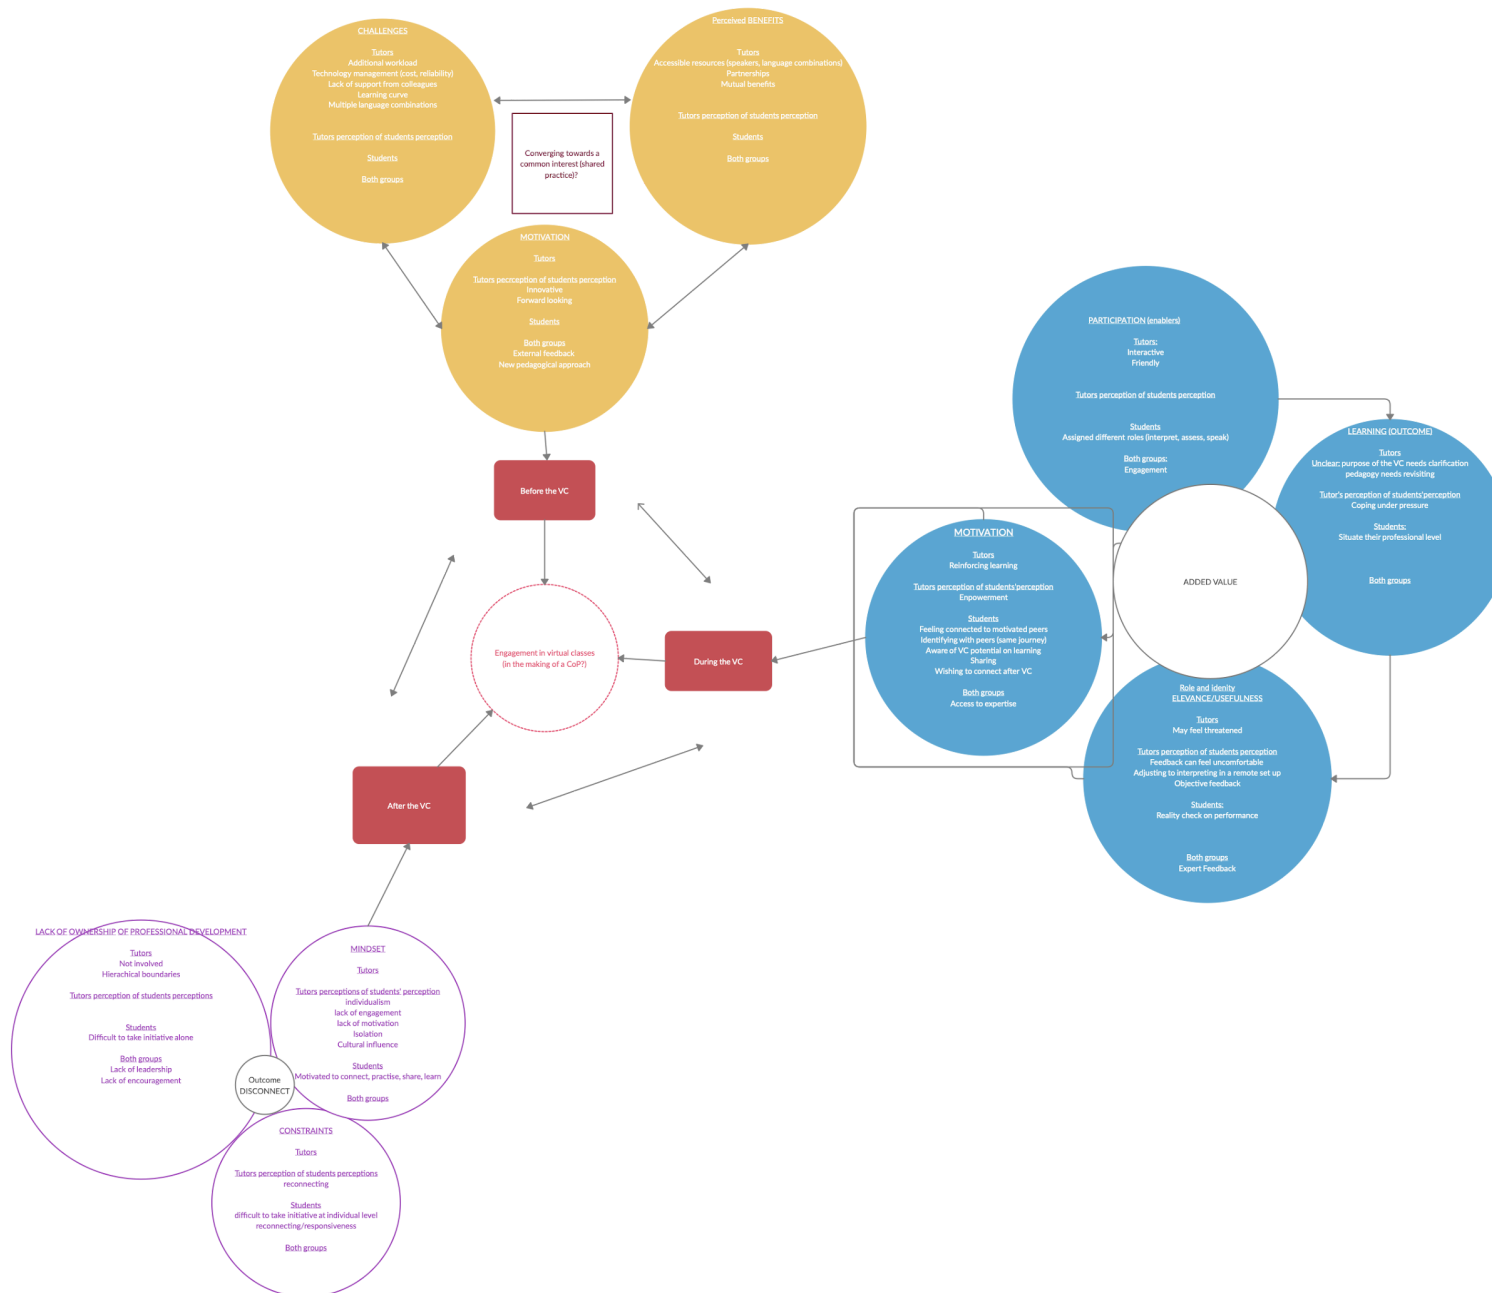 CHALLENGES
Tutors
Additional workload
Technology management (cost, reliability)
Lack of support from colleagues
Learning curve
Multiple language combinations
Tutors perception of students perception
Students
Both groups
Perceived BENEFITS
Tutors
Accessible resources (speakers, language combinations)
Partnerships
Mutual benefits
Tutors perception of students perception
Students
Both groups
Converging towards a
common interest (shared
practice)?
MOTIVATION
Tutors
Tutors pecrception of students perception
Innovative
Forward looking
Students
Both groups
External feedback
New pedagogical approach
Before the VC
PARTICIPATION (enablers)
Tutors:
Interactive
Friendly
Tutors perception of students perception
Students
Assigned different roles (interpret, assess, speak)
Both groups:
Engagement
LEARNING (OUTCOME)
Tutors
Unclear: purpose of the VC needs clarification
pedagogy needs revisiting
Tutor's perception of students'perception
Coping under pressure
Students:
Situate their professional level
Both groups
ADDED VALUE
MOTIVATION
Tutors
Reinforcing learning
Tutors perception of students'perception
Enpowerment
Students
Feeling connected to motivated peers
Identifying with peers (same journey)
Aware of VC potential on learning
Sharing
Wishing to connect after VC
Both groups
Access to expertise
Engagement in virtual classes
(in the making of a CoP?)
During the VC
Role and idenity
ELEVANCE/USEFULNESS
Tutors
May feel threatened
Tutors perception of students perception
Feedback can feel uncomfortable
Adjusting to interpreting in a remote set up
Objective feedback
Students:
Reality check on performance
Both groups
Expert Feedback
After the VC
LACK OF OWNERSHIP OF PROFESSIONAL DEVELOPMENT
Tutors
Not involved
Hierachical boundaries
Tutors perception of students perceptions
Students
Difficult to take initiative alone
Both groups
Lack of leadership
Lack of encouragement
MINDSET
Tutors
Tutors perceptions of students' perception
individualism
lack of engagement
lack of motivation
Isolation
Cultural influence
Students
Motivated to connect, practise, share, learn
Both groups
Outcome
DISCONNECT
CONSTRAINTS
Tutors
Tutors perception of students perceptions
reconnecting
Students
difficult to take initiative at individual level
reconnecting/responsiveness
Both groups